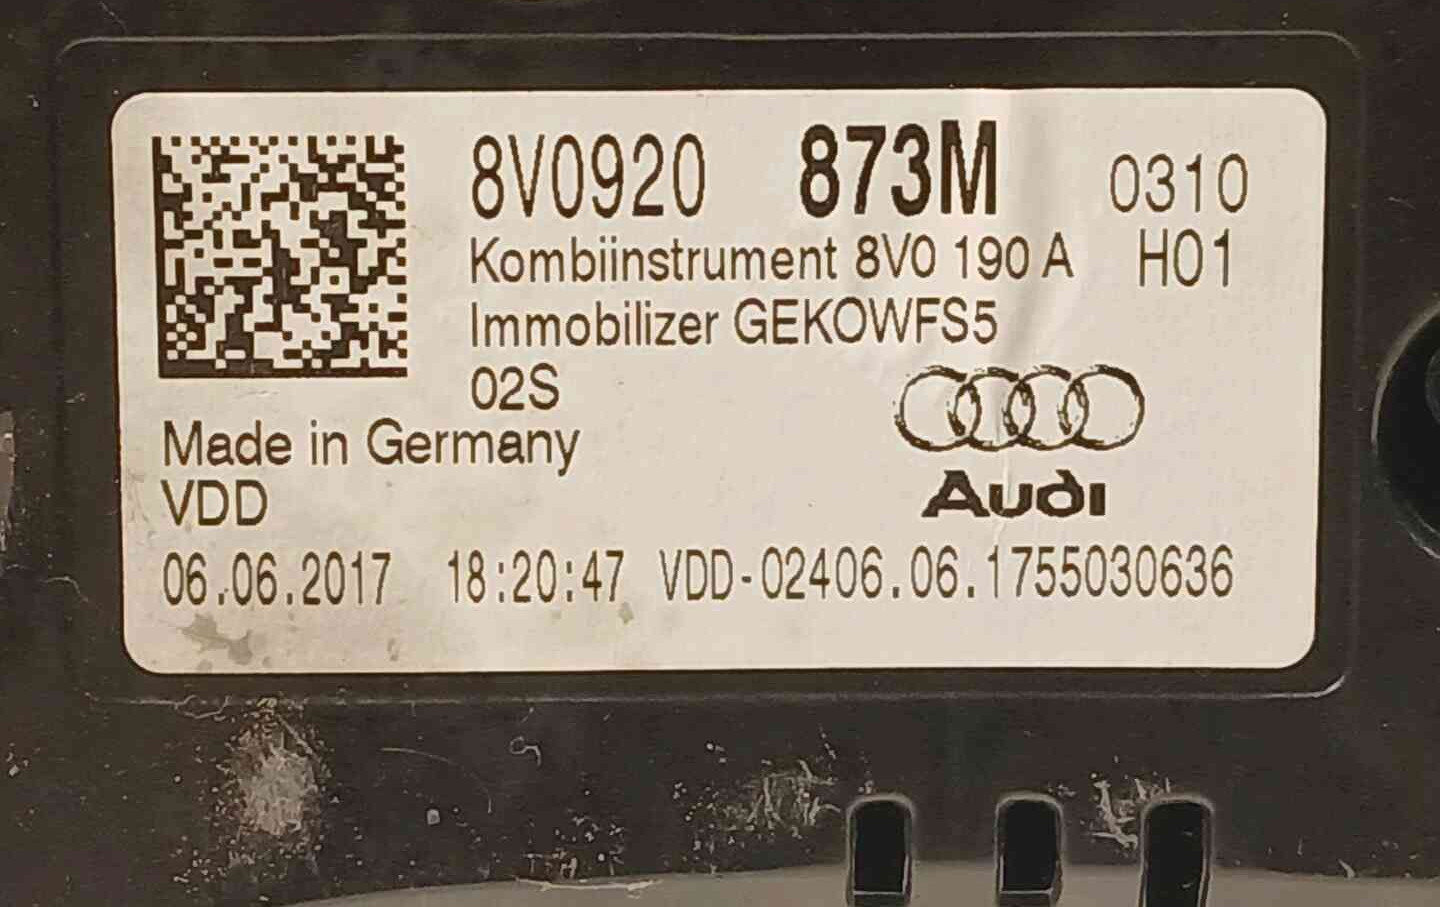 8V0920 873M 0310
Kombiinstrument 8V0 190 A H01
Immobilizer GEKOWFS5
02S
Made in Germany
VDD
Audi
06.06.2017 18:20:47 VDD-02406.06.1755030636